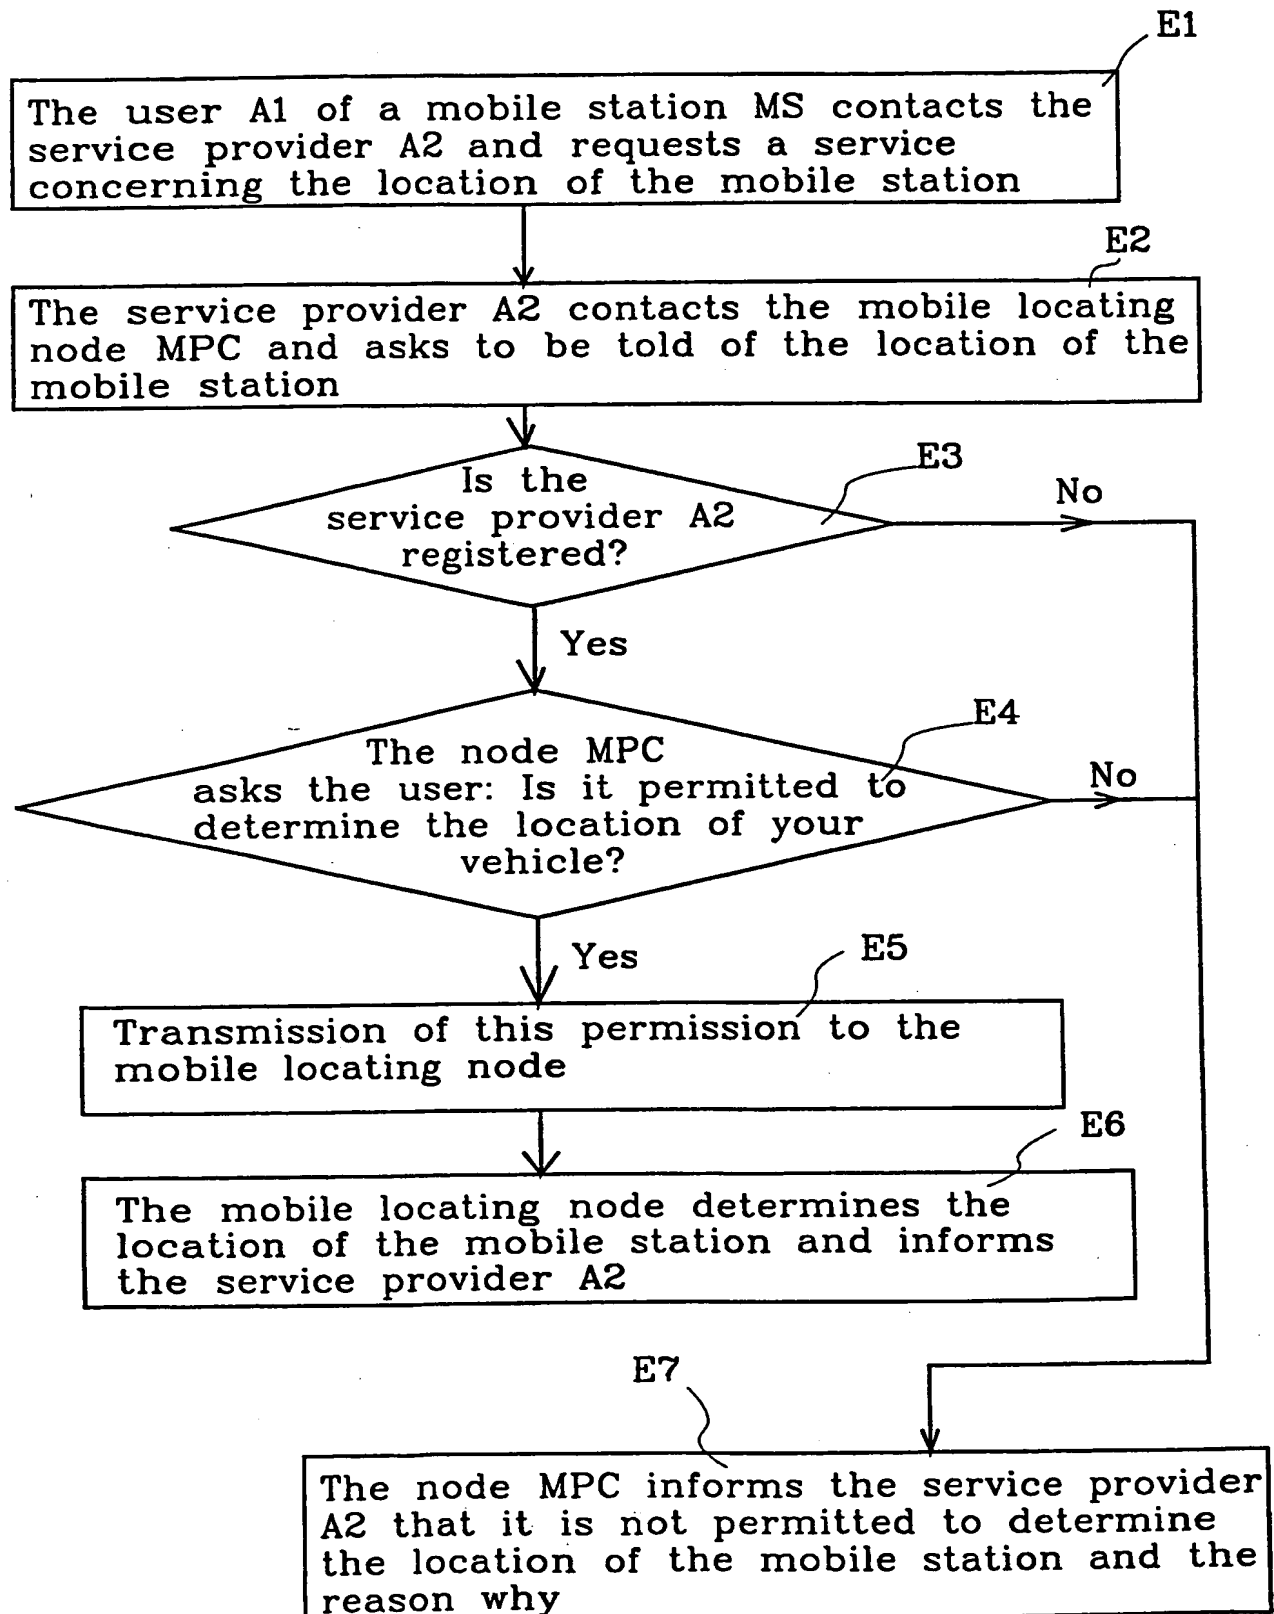 E1
The user A1 of a mobile station MS contacts the
service provider A2 and requests a service
concerning the location of the mobile station
E2
The service provider A2 contacts the mobile locating
node MPC and asks to be told of the location of the
mobile station
E3
Is the
service provider A2
registered?
No
Yes
E4
The node MPC
asks the user: Is it permitted to
determine the location of your
vehicle?
No
Yes
E5
Transmission of this permission to the
mobile locating node
E6
The mobile locating node determines the
location of the mobile station and informs
the service provider A2
E7
The node MPC informs the service provider
A2 that it is not permitted to determine
the location of the mobile station and the
reason why